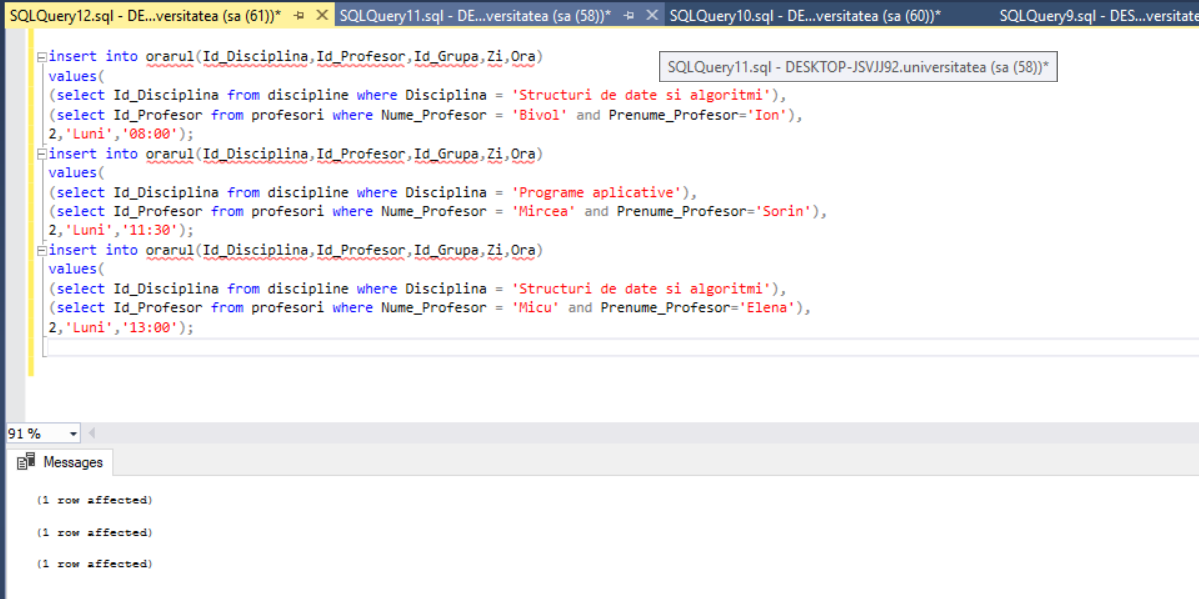 SQLQuery12.sql - DE...versitatea (sa (61))* SQLQuery11.sql - DE...versitatea (sa (58))* SQLQuery10.sql - DE...versitatea (sa (60))* SQLQuery9.sql - DES...versitate
insert into orarul(Id_Disciplina,Id_Profesor,Id_Grupa,Zi,Ora)
SQLQuery11.sql - DESKTOP-JSVJJ92.universitatea (sa (58))*
values(
(select Id_Disciplina from discipline where Disciplina = 'Structuri de date si algoritmi'),
(select Id_Profesor from profesori where Nume_Profesor = 'Bivol' and Prenume_Profesor='Ion'),
2,'Luni','08:00');
insert into orarul(Id_Disciplina,Id_Profesor,Id_Grupa,Zi,Ora)
values(
(select Id_Disciplina from discipline where Disciplina = 'Programe aplicative'),
(select Id_Profesor from profesori where Nume_Profesor = 'Mircea' and Prenume_Profesor='Sorin'),
2,'Luni','11:30');
insert into orarul(Id_Disciplina,Id_Profesor,Id_Grupa,Zi,Ora)
values(
(select Id_Disciplina from discipline where Disciplina = 'Structuri de date si algoritmi'),
(select Id_Profesor from profesori where Nume_Profesor = 'Micu' and Prenume_Profesor='Elena'),
2,'Luni','13:00');
91 %
Messages
(1 row affected)
(1 row affected)
(1 row affected)